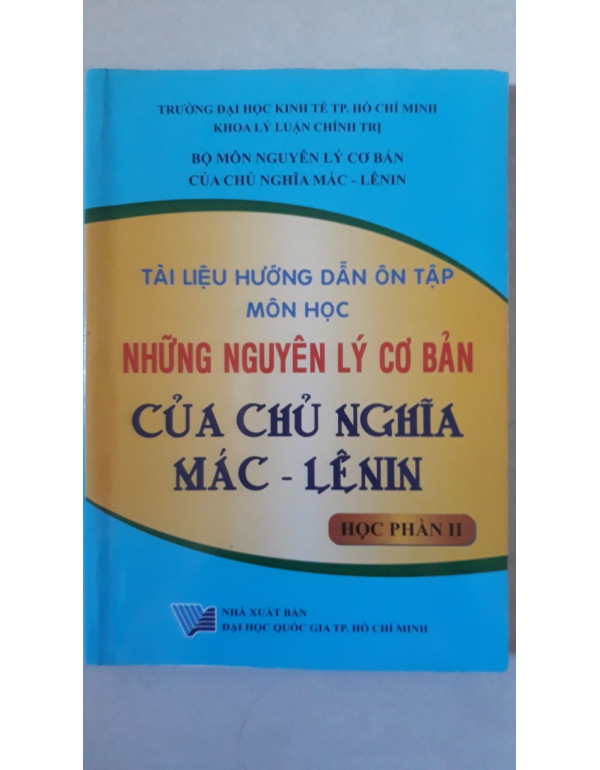 TRƯỜNG ĐẠI HỌC KINH TẾ TP. HỒ CHÍ MINH
KHOA LÝ LUẬN CHÍNH TRỊ
BỘ MÔN NGUYÊN LÝ CƠ BẢN
CỦA CHỦ NGHĨA MÁC - LÊNIN
TÀI LIỆU HƯỚNG DẪN ÔN TẬP
MÔN HỌC
NHỮNG NGUYÊN LÝ CƠ BẢN
CỦA CHỦ NGHĨA
MÁC - LÊNIN
HỌC PHẦN II
NHÀ XUẤT BẢN
ĐẠI HỌC QUỐC GIA TP. HỒ CHÍ MINH